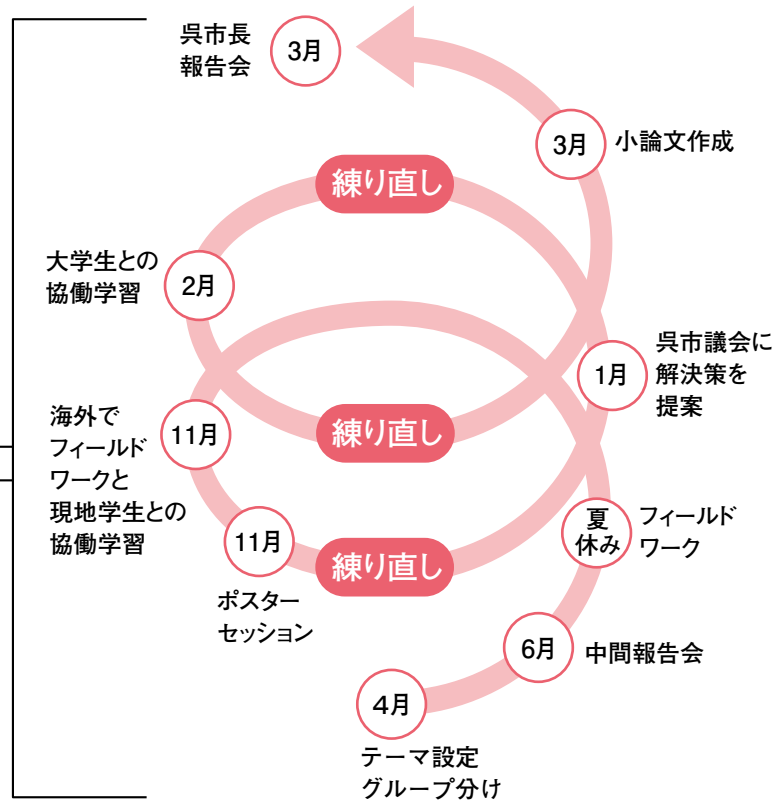 呉市長
報告会
3月
3月
小論文作成
練り直し
大学生との
協働学習
2月
呉市議会に
解決策を
提案
1月
海外で
フィールド
ワークと
現地学生との
協働学習
11月
練り直し
11月
ポスター
セッション
練り直し
夏
休み
フィールド
ワーク
6月
中間報告会
4月
テーマ設定
グループ分け